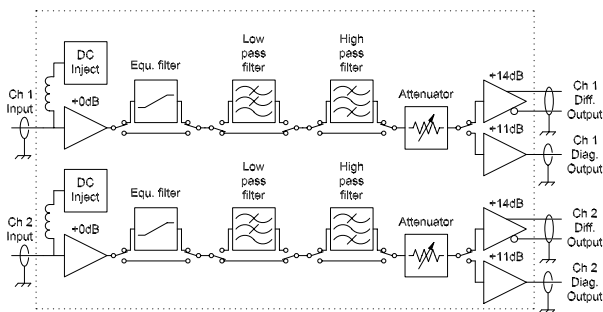 DC
Inject
Equ. filter
Low
pass
filter
High
pass
filter
Attenuator
+14dB
Ch 1
Diff.
Output
Ch 1
Input
+0dB
+11dB
Ch 1
Diag.
Output
DC
Inject
Equ. filter
Low
pass
filter
High
pass
filter
Attenuator
+14dB
Ch 2
Diff.
Output
Ch 2
Input
+0dB
+11dB
Ch 2
Diag.
Output